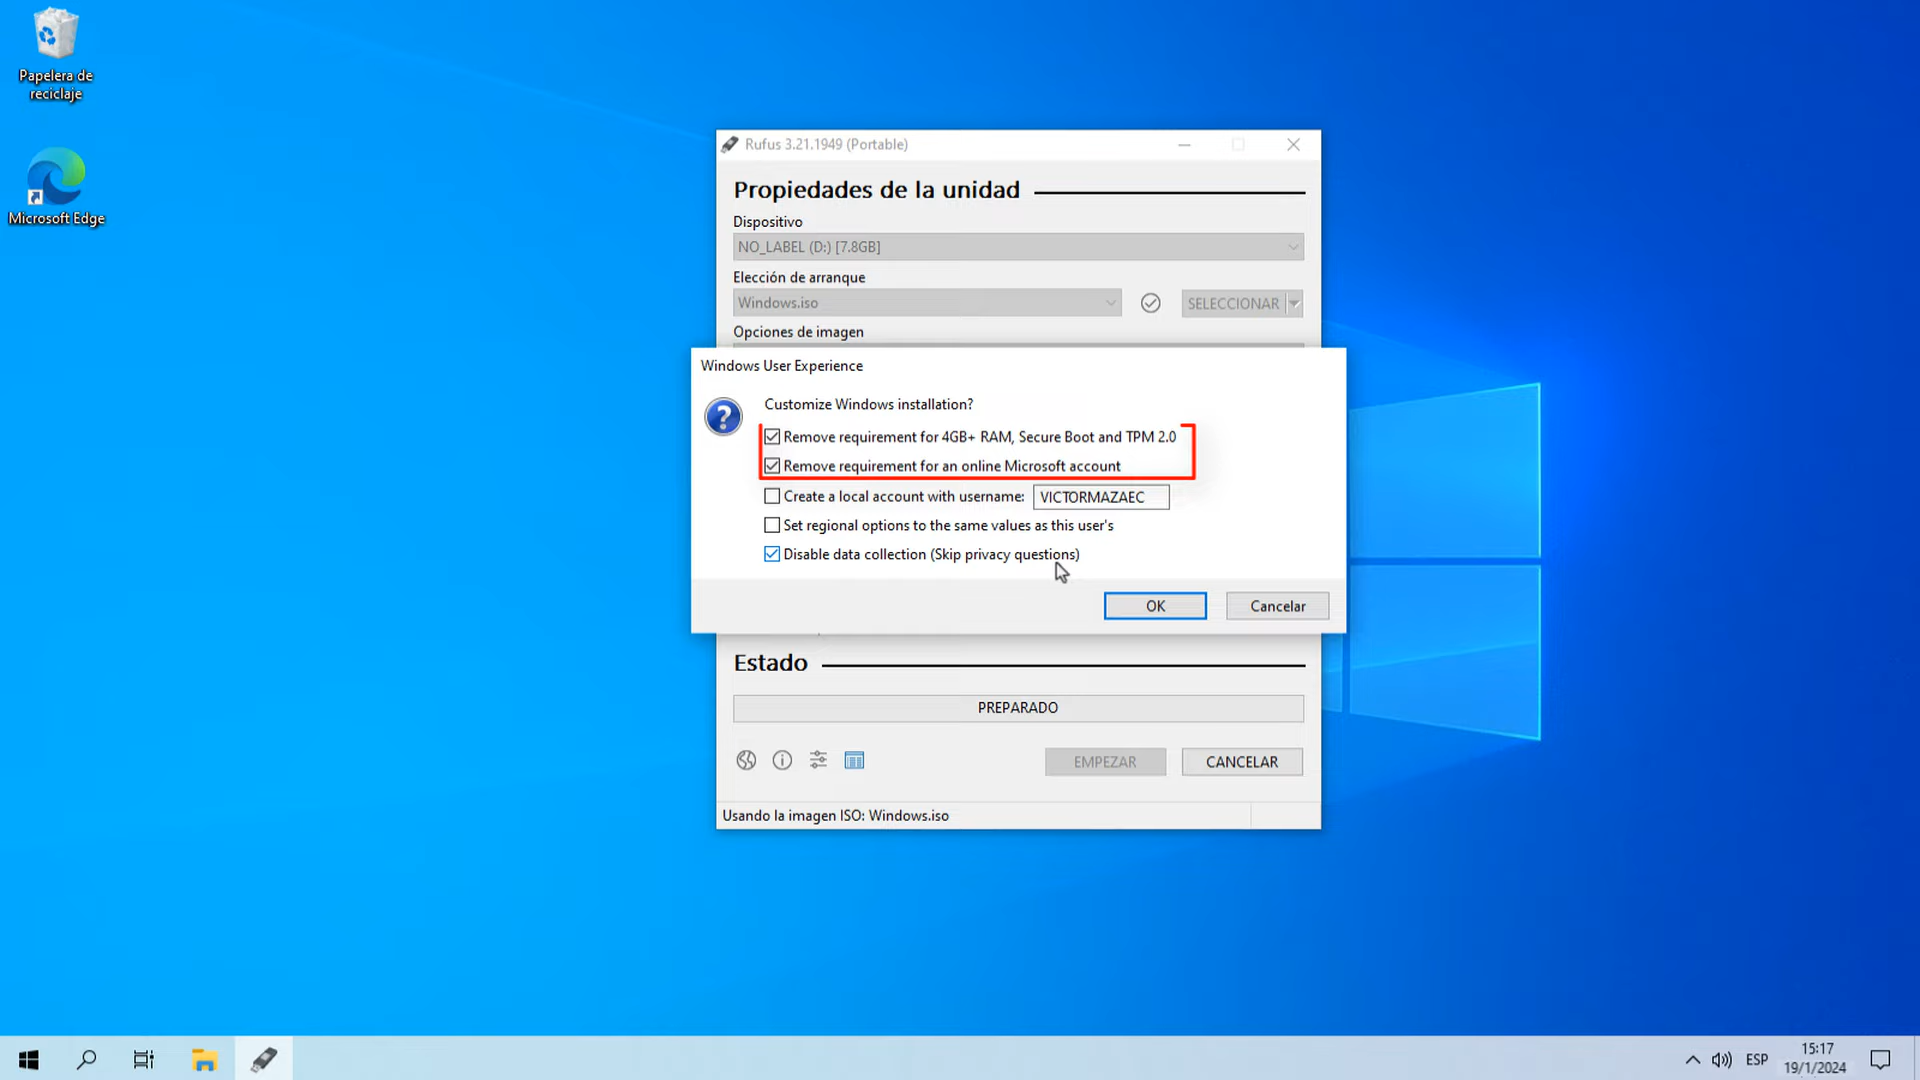 Papelera de
reciclaje
Microsoft Edge
Rufus 3.21.1949 (Portable)
Propiedades de la unidad
Dispositivo
NO_LABEL (D:) [7.8GB]
Elección de arranque
Windows.iso
SELECCIONAR
Opciones de imagen
Windows User Experience
Customize Windows installation?
Remove requirement for 4GB+ RAM, Secure Boot and TPM 2.0
Remove requirement for an online Microsoft account
Create a local account with username: VICTORMAZAEC
Set regional options to the same values as this user's
Disable data collection (Skip privacy questions)
OK
Cancelar
Estado
PREPARADO
EMPEZAR
CANCELAR
Usando la imagen ISO: Windows.iso
ESP
15:17
19/1/2024